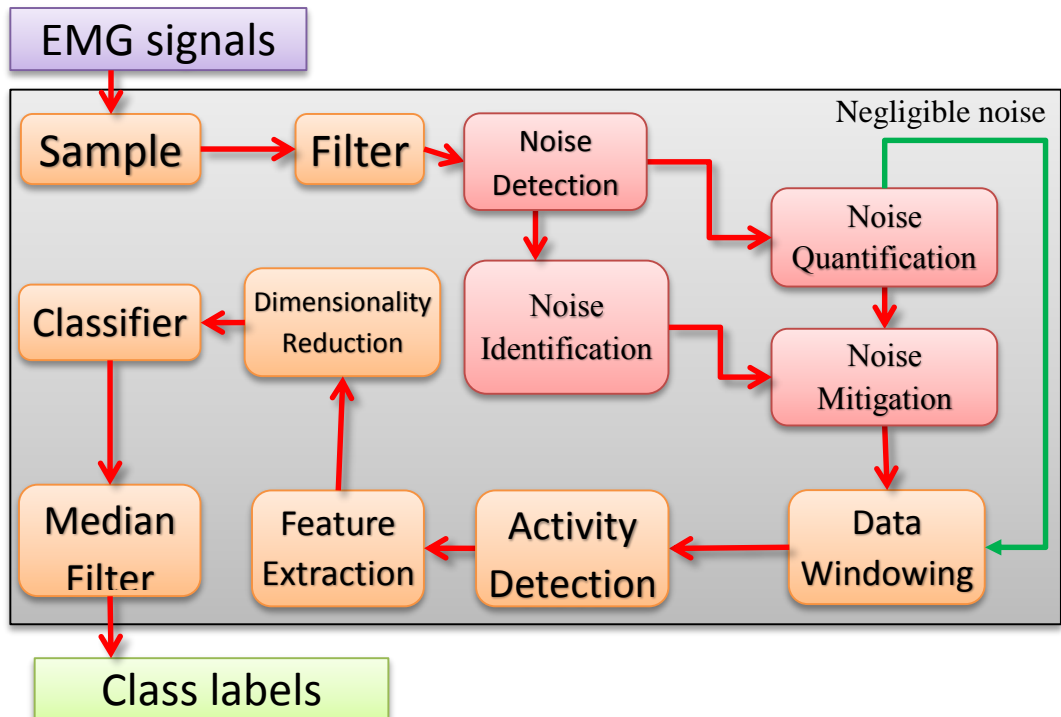 EMG signals
Negligible noise
Sample
Filter
Noise
Detection
Noise
Quantification
Classifier
Dimensionality
Reduction
Noise
Identification
Noise
Mitigation
Median
Filter
Feature
Extraction
Activity
Detection
Data
Windowing
Class labels